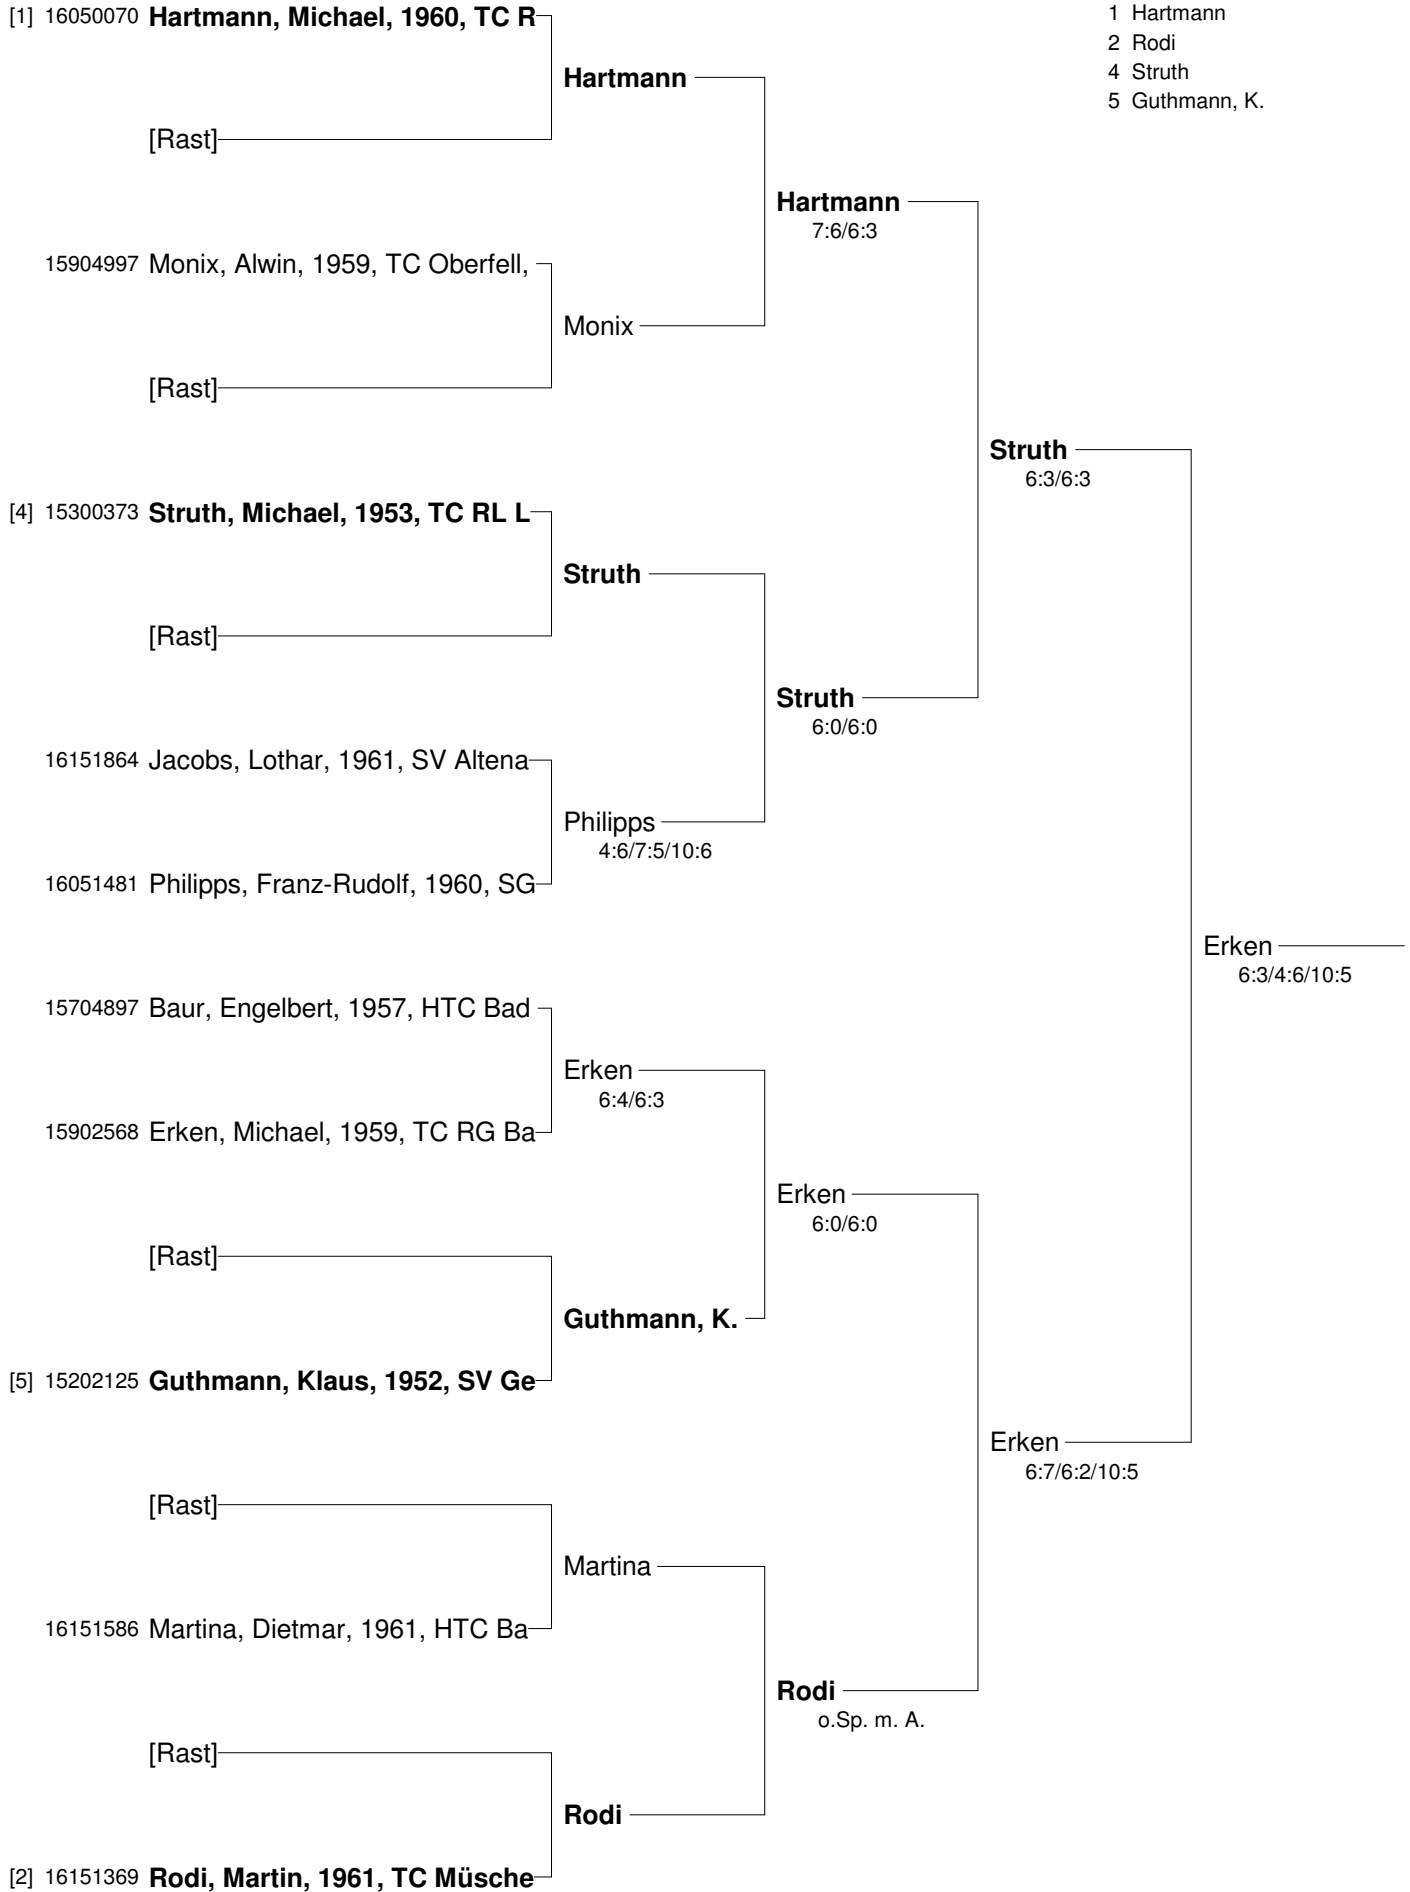 [1] 16050070 Hartmann, Michael, 1960, TC R
1 Hartmann
2 Rodi
4 Struth
5 Guthmann, K.
Hartmann
[Rast]
Hartmann
7:6/6:3
15904997 Monix, Alwin, 1959, TC Oberfell,
Monix
[Rast]
Struth
6:3/6:3
[4] 15300373 Struth, Michael, 1953, TC RL L
Struth
[Rast]
Struth
6:0/6:0
16151864 Jacobs, Lothar, 1961, SV Altena
Philipps
4:6/7:5/10:6
16051481 Philipps, Franz-Rudolf, 1960, SG
Erken
6:3/4:6/10:5
15704897 Baur, Engelbert, 1957, HTC Bad
Erken
6:4/6:3
15902568 Erken, Michael, 1959, TC RG Ba
Erken
6:0/6:0
[Rast]
Guthmann, K.
[5] 15202125 Guthmann, Klaus, 1952, SV Ge
Erken
6:7/6:2/10:5
[Rast]
Martina
16151586 Martina, Dietmar, 1961, HTC Ba
Rodi
o.Sp. m. A.
[Rast]
Rodi
[2] 16151369 Rodi, Martin, 1961, TC Müsche